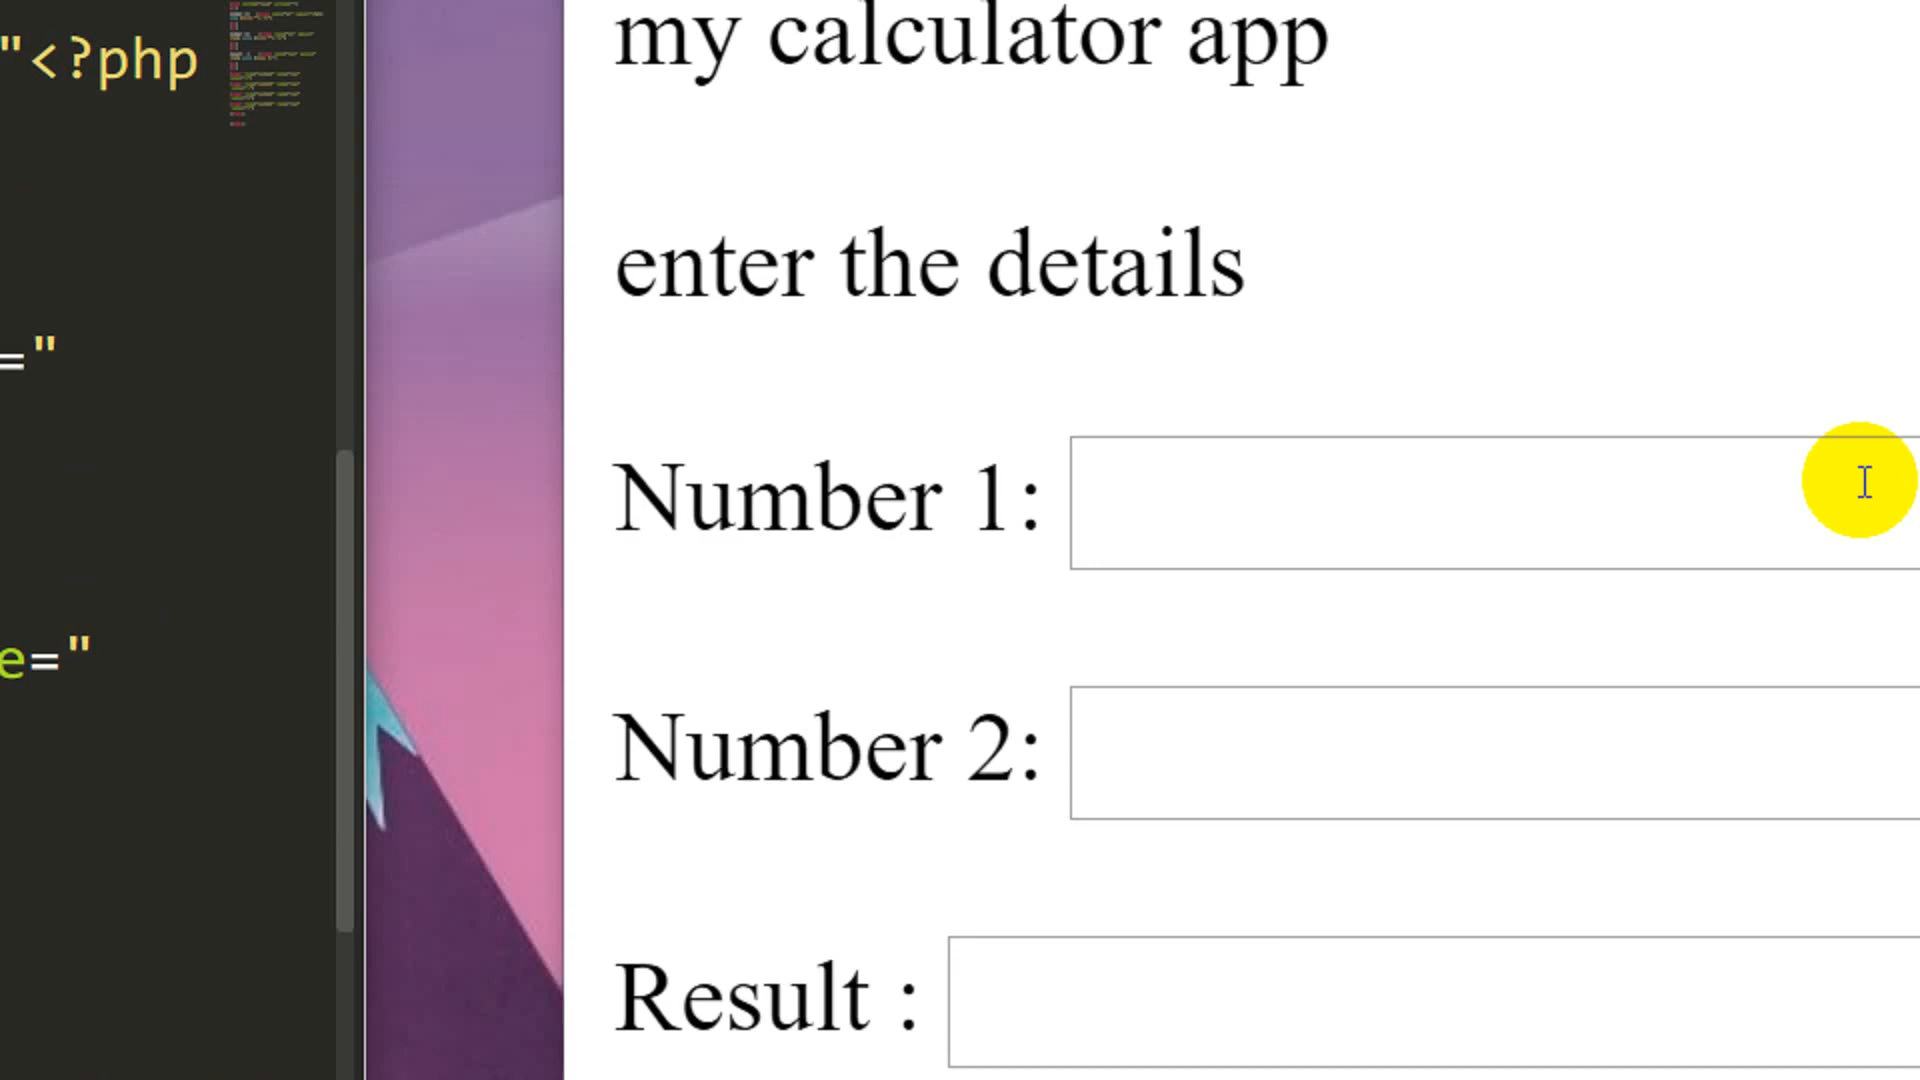 "<?php
="
e="
my calculator app
enter the details
Number 1:
Number 2:
Result :